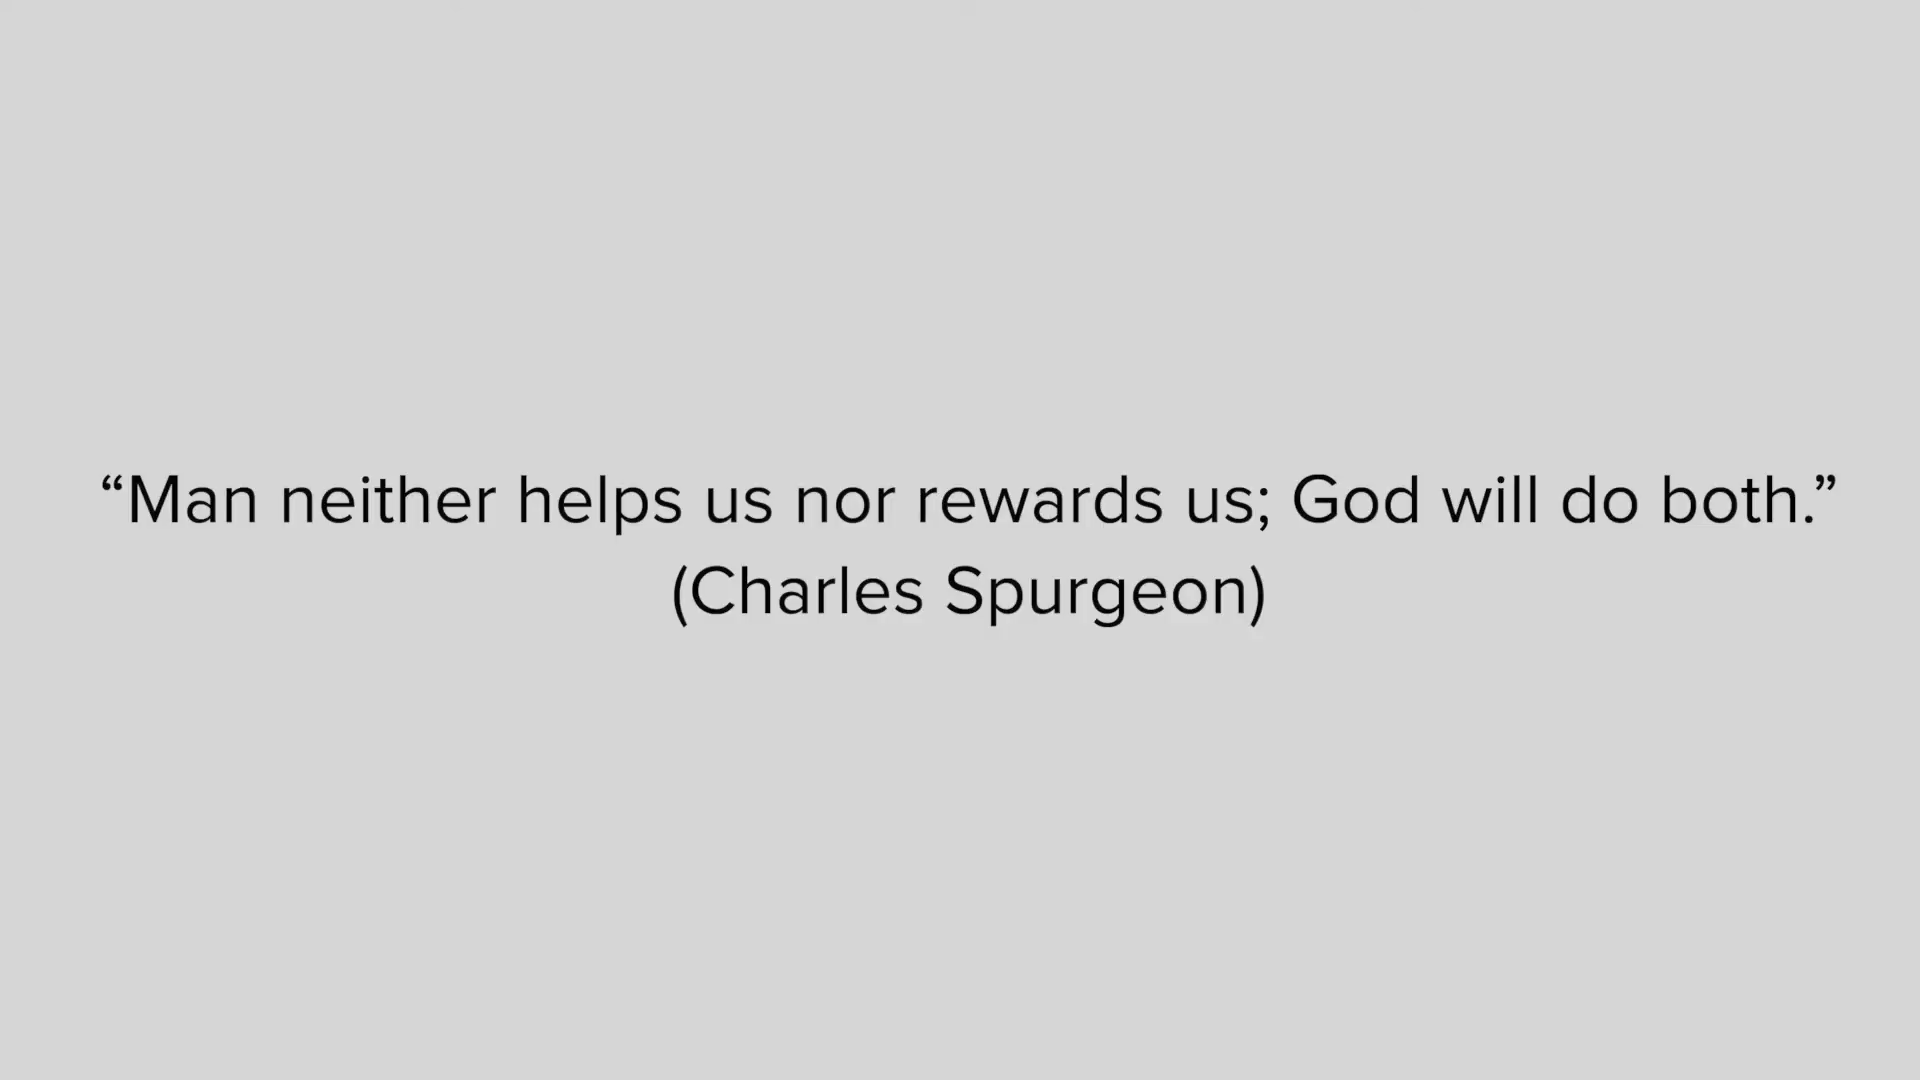 “Man neither helps us nor rewards us; God will do both.”
(Charles Spurgeon)